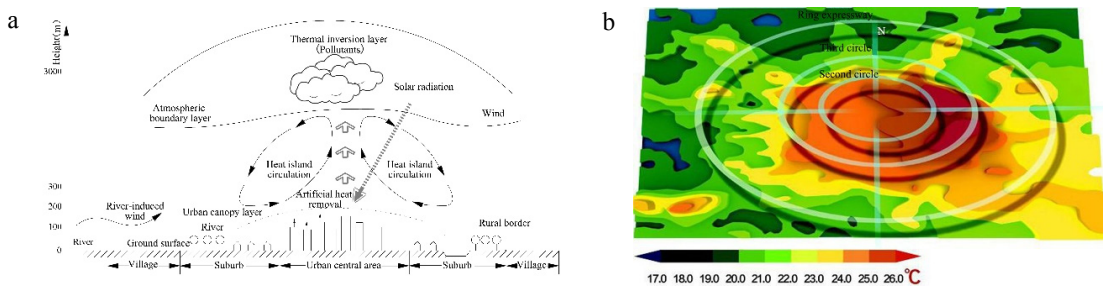 a
Height(m)
3000
Thermal inversion layer
(Pollutants)
Solar radiation
Atmospheric
boundary layer
Wind
Heat island
circulation
Heat island
circulation
300
Artificial heat
removal
200
River-induced
wind
Urban canopy layer
100
River
Rural border
River
Ground surface
0
Village
Suburb
Urban central area
Suburb
Village
b
Ring expressway
N
Third circle
Second circle
17.0 18.0 19.0 20.0 21.0 22.0 23.0 24.0 25.0 26.0 ℃